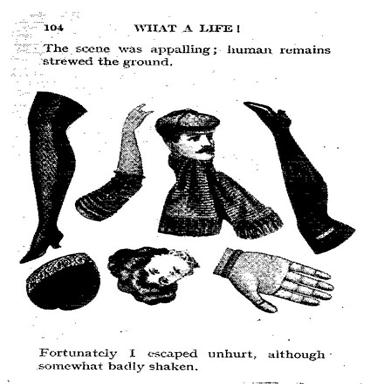 104 WHAT A LIFE!
The scene was appalling; human remains
strewed the ground.
Fortunately I escaped unhurt, although
somewhat badly shaken.